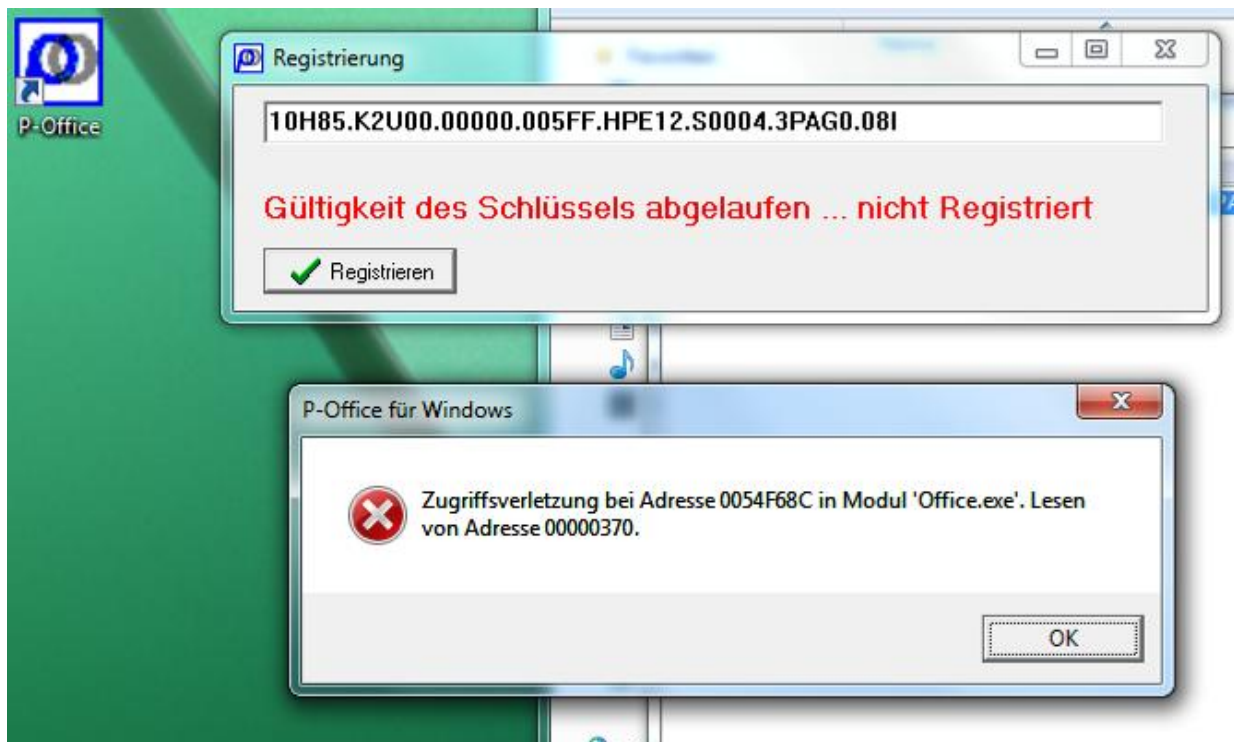 P-Office
Registrierung
10H85.K2U00.00000.005FF.HPE12.S0004.3PAG0.08I
Gültigkeit des Schlüssels abgelaufen ... nicht Registriert
Registrieren
P-Office für Windows
Zugriffsverletzung bei Adresse 0054F68C in Modul 'Office.exe'. Lesen
von Adresse 00000370.
OK